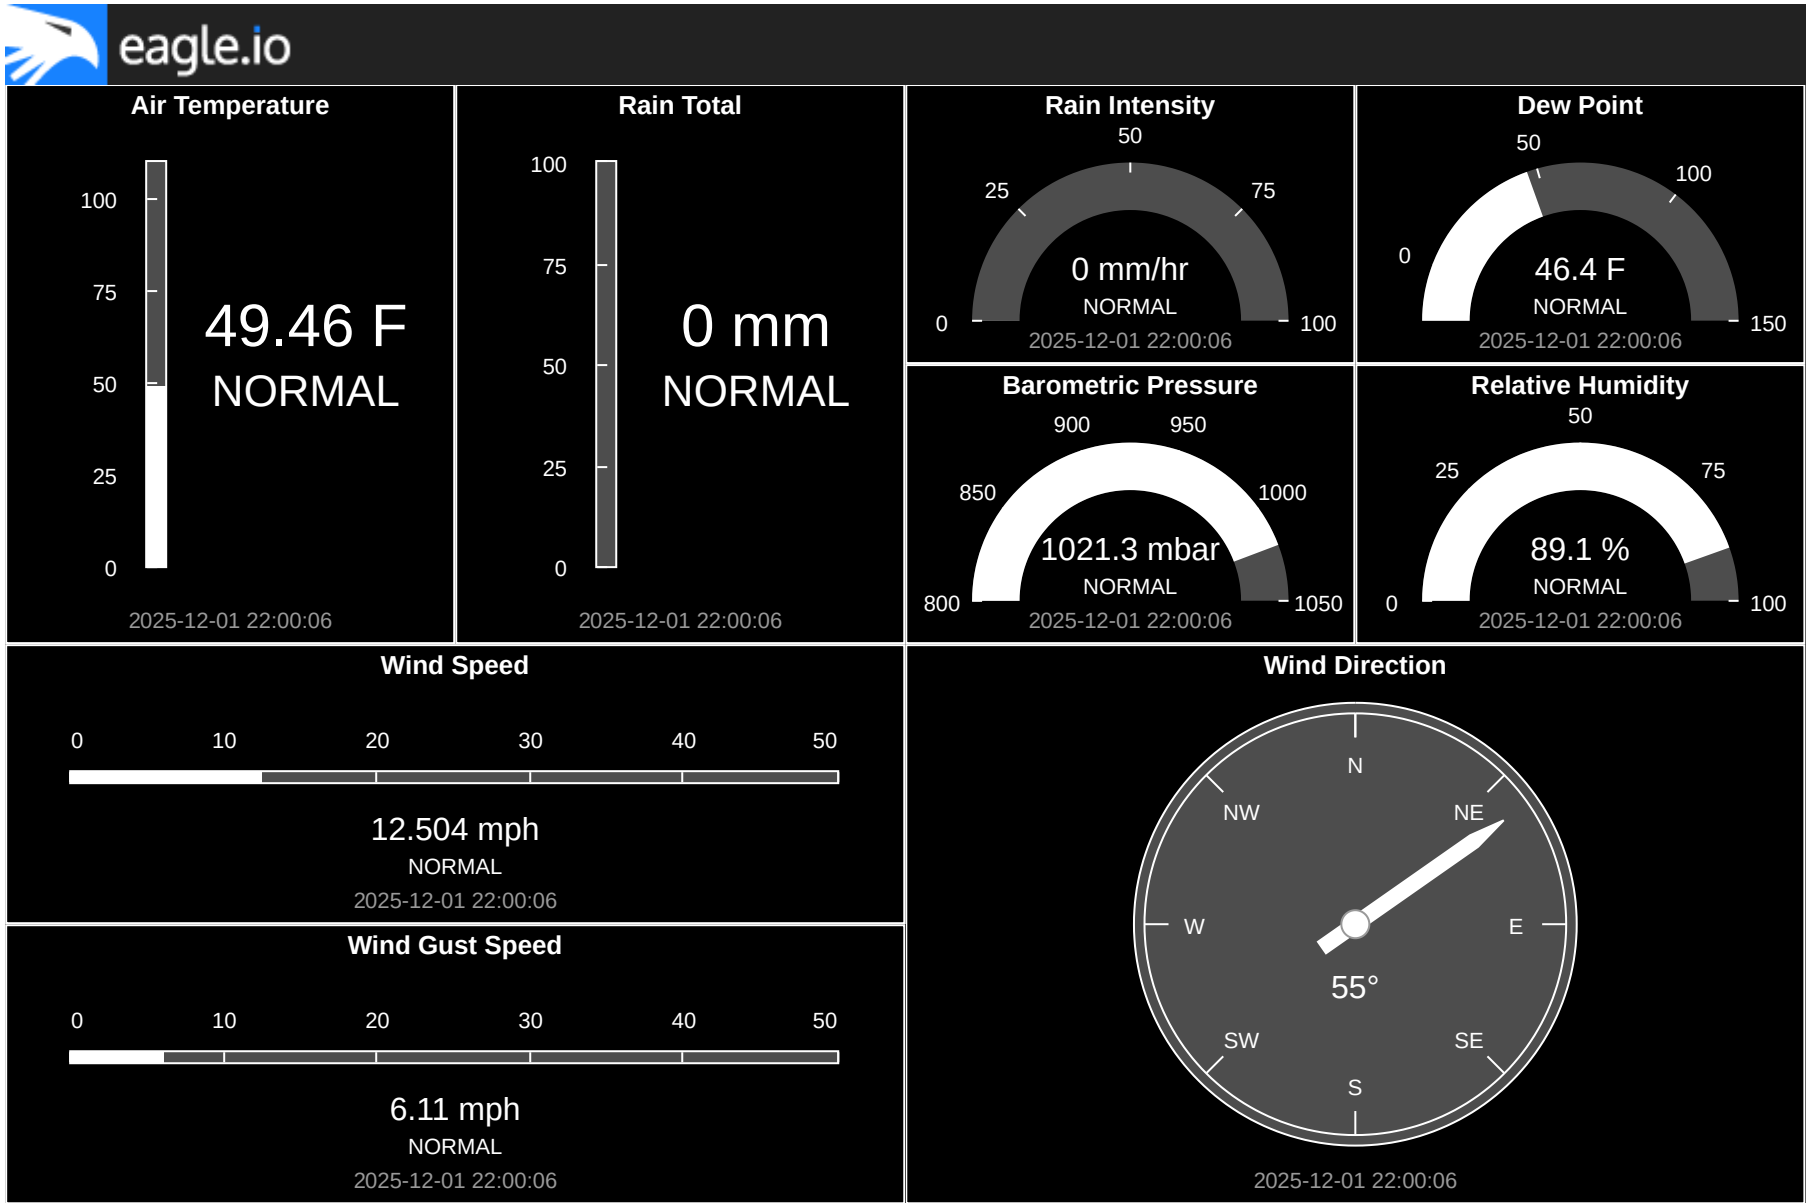 eagle.io
Air Temperature
100
75
50
25
0
49.46 F
NORMAL
2025-12-01 22:00:06
Rain Total
100
75
50
25
0
0 mm
NORMAL
2025-12-01 22:00:06
Rain Intensity
0
25
50
75
100
0 mm/hr
NORMAL
2025-12-01 22:00:06
Dew Point
0
50
100
150
46.4 F
NORMAL
2025-12-01 22:00:06
Barometric Pressure
800
850
900
950
1000
1050
1021.3 mbar
NORMAL
2025-12-01 22:00:06
Relative Humidity
0
25
50
75
100
89.1 %
NORMAL
2025-12-01 22:00:06
Wind Speed
0 10 20 30 40 50
12.504 mph
NORMAL
2025-12-01 22:00:06
Wind Gust Speed
0 10 20 30 40 50
6.11 mph
NORMAL
2025-12-01 22:00:06
Wind Direction
N
NW NE
W E
55°
SW SE
S
2025-12-01 22:00:06